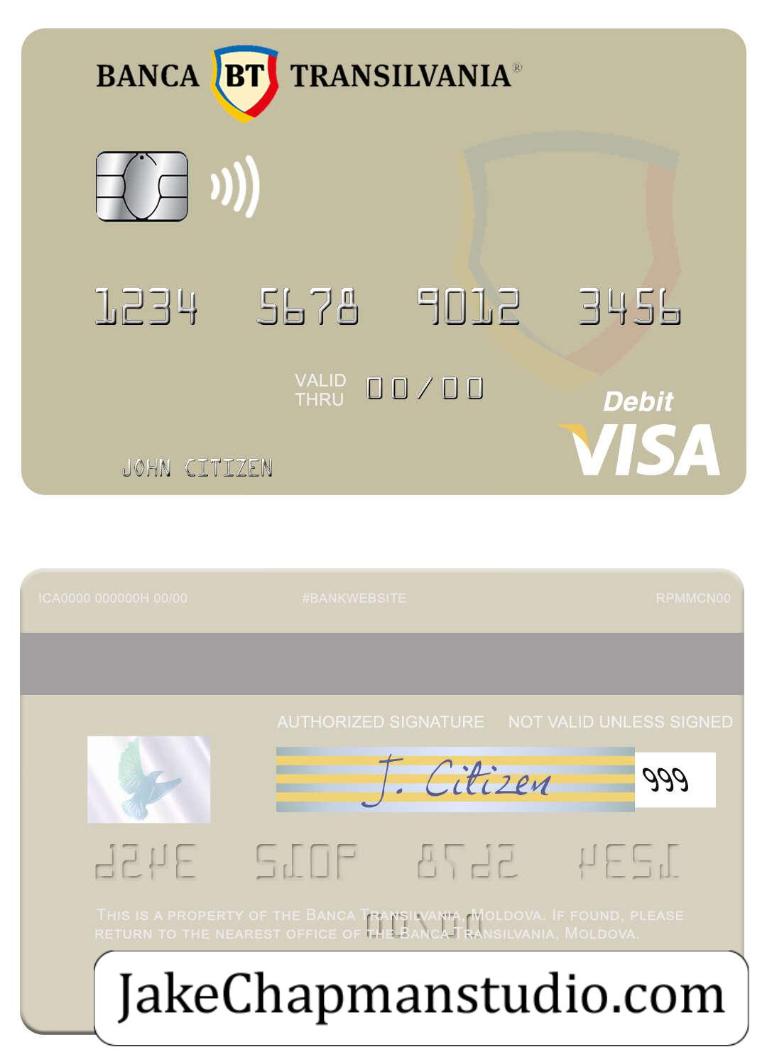 BANCA BT TRANSILVANIA®
1234 5678 9012 3456
VALID THRU 00/00
Debit
VISA
JOHN CITIZEN
ICA0000 000000H 00/00 #BANKWEBSITE RPMMCN00
AUTHORIZED SIGNATURE NOT VALID UNLESS SIGNED
J. Citizen 999
THIS IS A PROPERTY OF THE BANCA TRANSILVANIA, MOLDOVA. IF FOUND, PLEASE
RETURN TO THE NEAREST OFFICE OF THE BANCA TRANSILVANIA, MOLDOVA.
JakeChapmanstudio.com